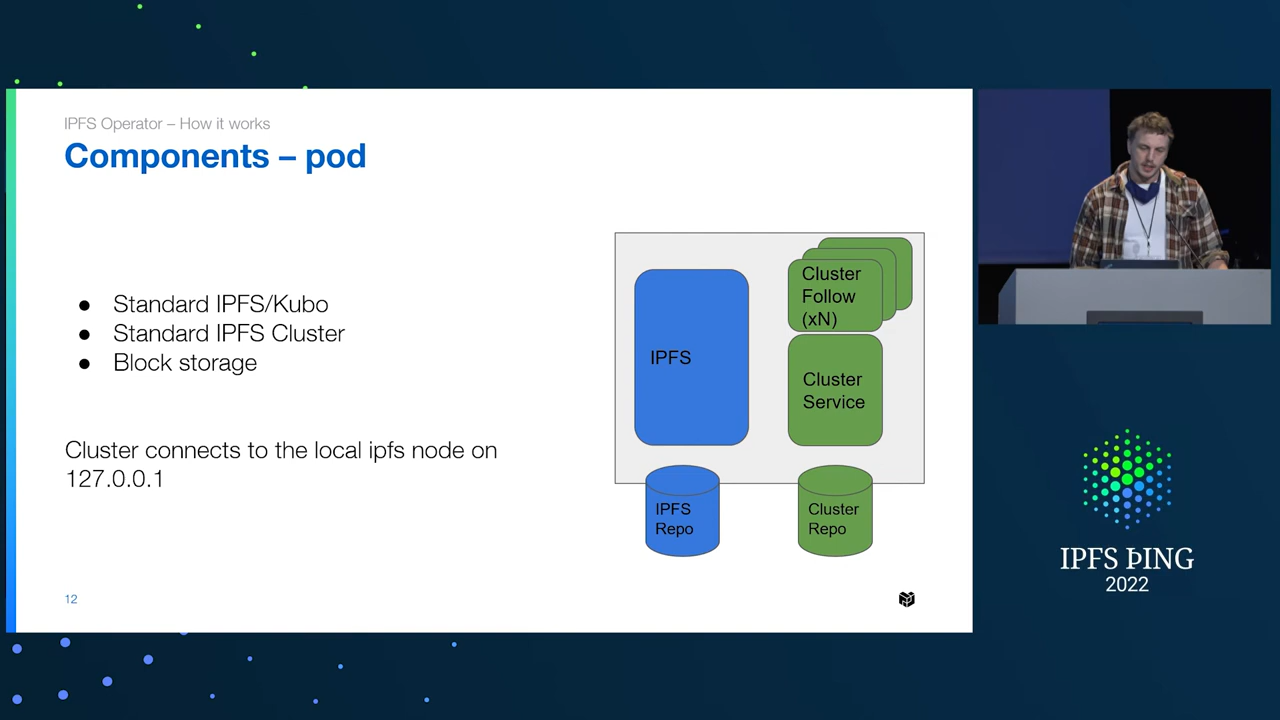 IPFS Operator – How it works
Components – pod
● Standard IPFS/Kubo
● Standard IPFS Cluster
● Block storage
Cluster connects to the local ipfs node on
127.0.0.1
IPFS
Cluster
Follow
(xN)
Cluster
Service
IPFS
Repo
Cluster
Repo
12
IPFS ÞING
2022